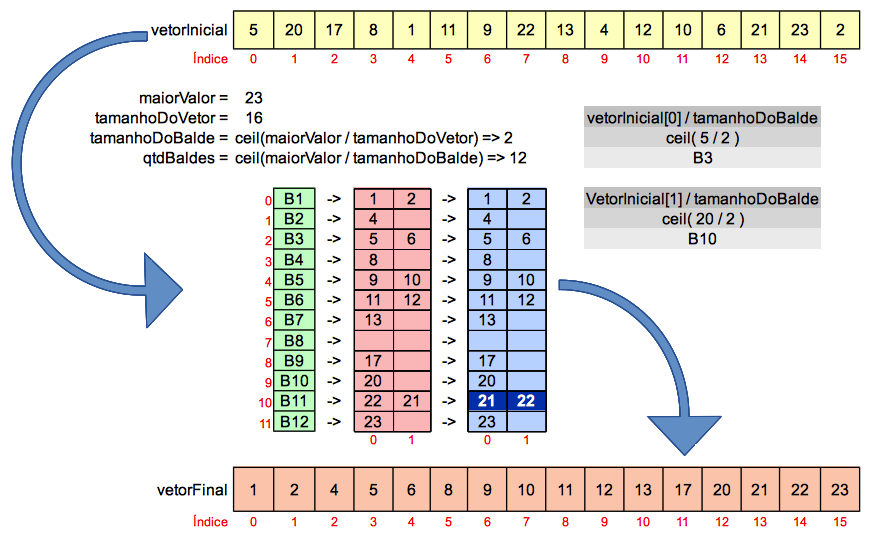 vetorInicial 5 20 17 8 1 11 9 22 13 4 12 10 6 21 23 2
Índice 0 1 2 3 4 5 6 7 8 9 10 11 12 13 14 15
maiorValor = 23
tamanhoDoVetor = 16
tamanhoDoBalde = ceil(maiorValor / tamanhoDoVetor) => 2
qtdBaldes = ceil(maiorValor / tamanhoDoBalde) => 12
vetorInicial[0] / tamanhoDoBalde
ceil( 5 / 2 )
B3
VetorInicial[1] / tamanhoDoBalde
ceil( 20 / 2 )
B10
0 B1 -> 1 2 -> 1 2
1 B2 -> 4 -> 4
2 B3 -> 5 6 -> 5 6
3 B4 -> 8 -> 8
4 B5 -> 9 10 -> 9 10
5 B6 -> 11 12 -> 11 12
6 B7 -> 13 -> 13
7 B8 -> ->
8 B9 -> 17 -> 17
9 B10 -> 20 -> 20
10 B11 -> 22 21 -> 21 22
11 B12 -> 23 -> 23
0 1 0 1
vetorFinal 1 2 4 5 6 8 9 10 11 12 13 17 20 21 22 23
Índice 0 1 2 3 4 5 6 7 8 9 10 11 12 13 14 15